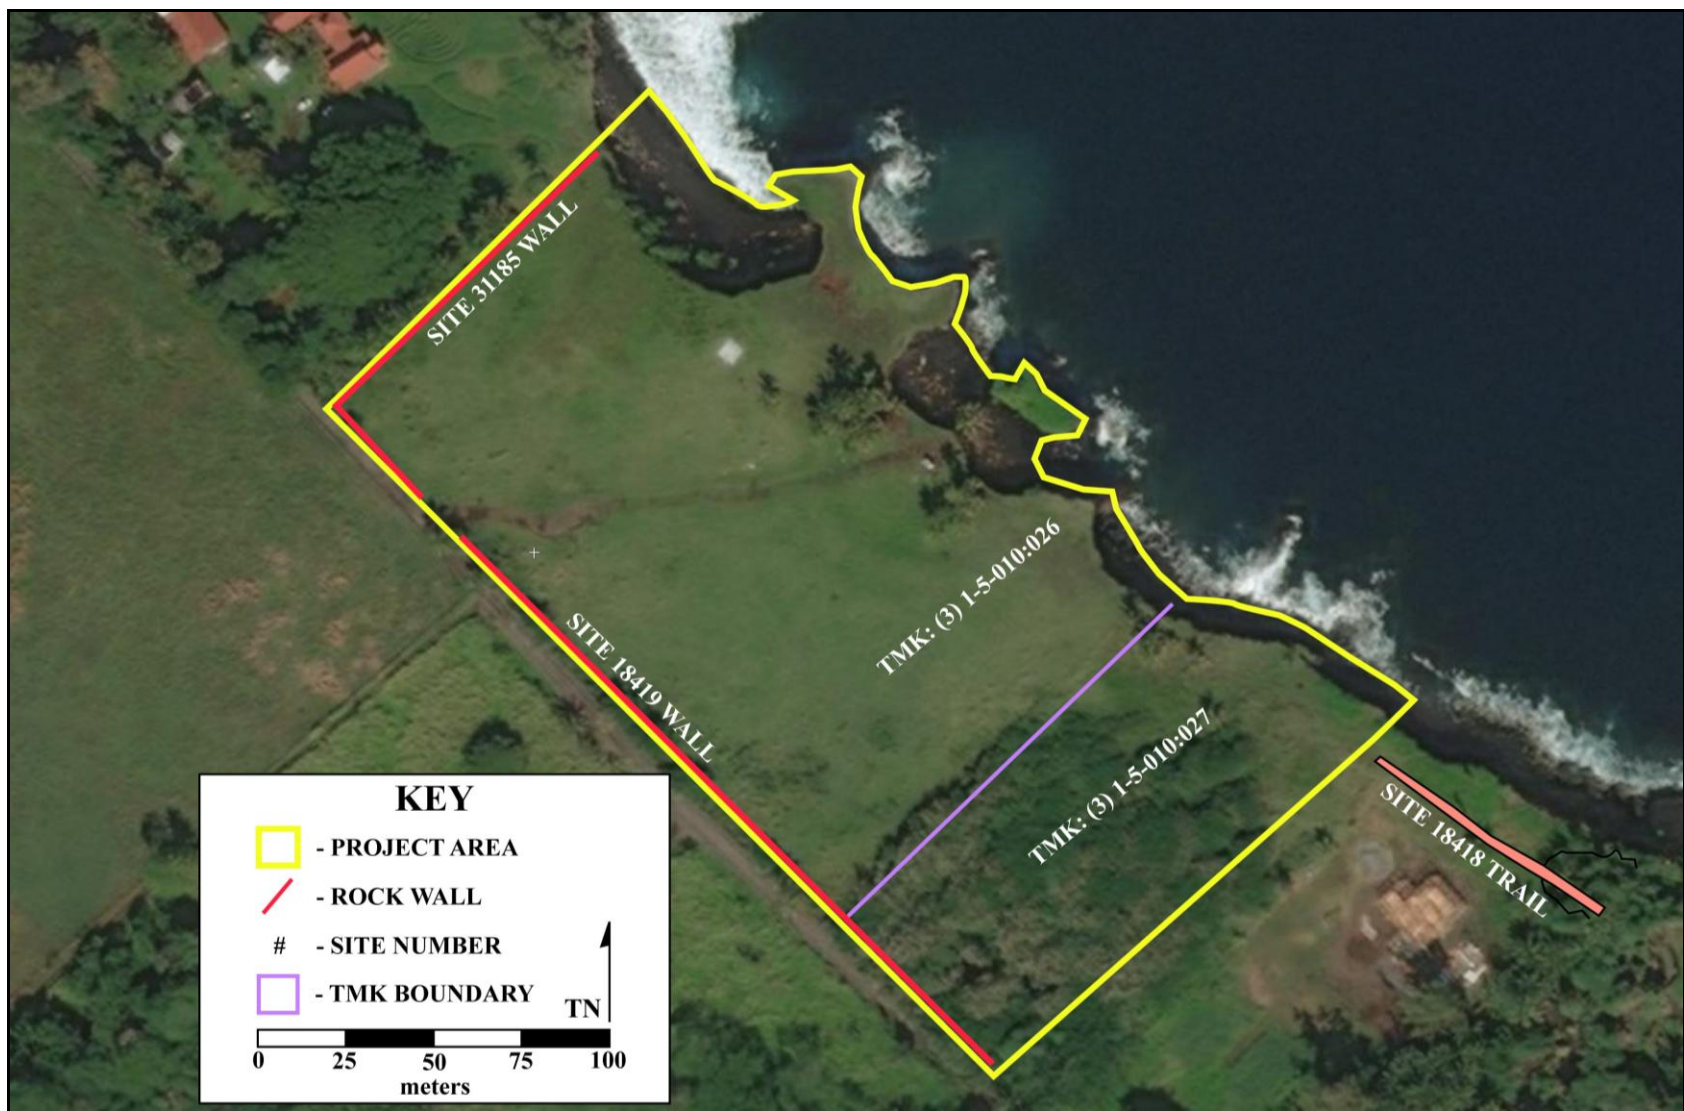 SITE 31185 WALL
TMK: (3) 1-5-010:026
SITE 18419 WALL
TMK: (3) 1-5-010:027
SITE 18418 TRAIL
KEY
- PROJECT AREA
- ROCK WALL
# - SITE NUMBER
- TMK BOUNDARY
TN
0 25 50 75 100
meters